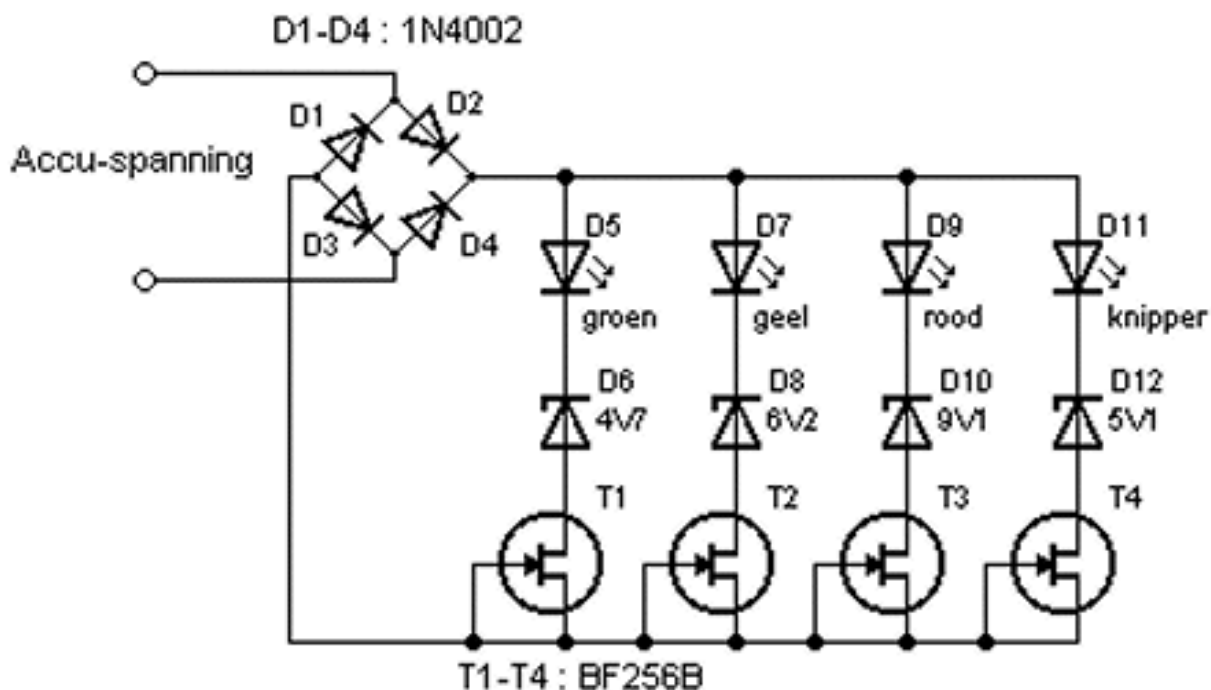 D1-D4 : 1N4002
D1
D2
Accu-spanning
D3
D4
D5
D7
D9
D11
groen
geel
rood
knipper
D6
4V7
D8
6V2
D10
9V1
D12
5V1
T1
T2
T3
T4
T1-T4 : BF256B